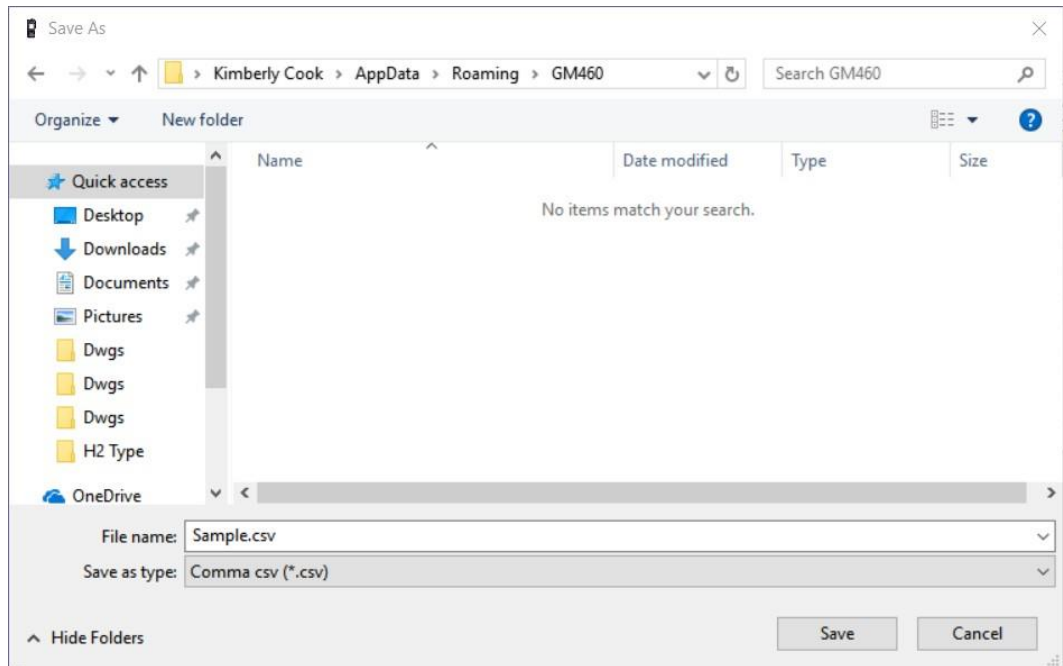 Save As
Kimberly Cook > AppData > Roaming > GM460
Search GM460
Organize
New folder
Name
Date modified
Type
Size
No items match your search.
Quick access
Desktop
Downloads
Documents
Pictures
Dwgs
Dwgs
Dwgs
H2 Type
OneDrive
File name: Sample.csv
Save as type: Comma csv (*.csv)
Hide Folders
Save
Cancel